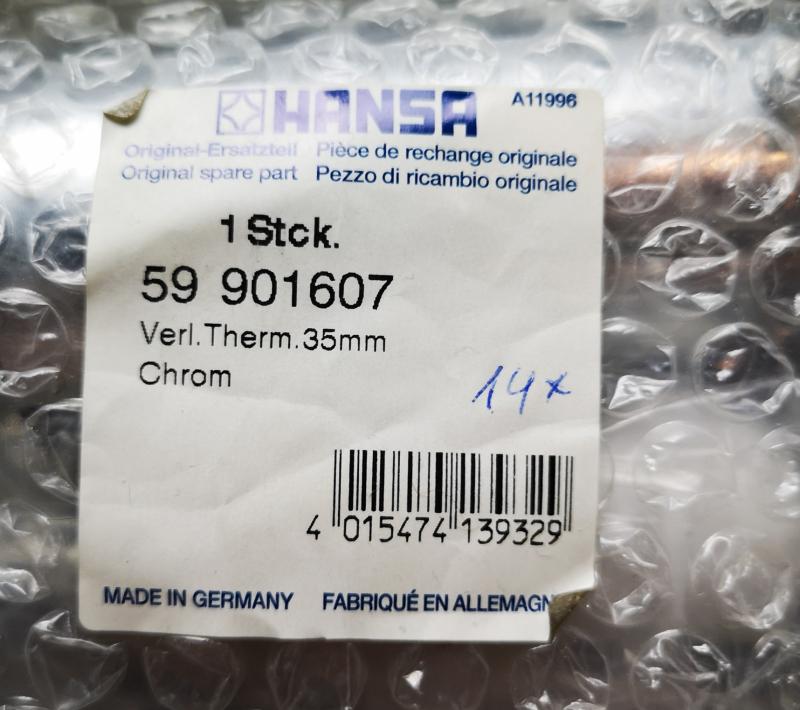 HANSA A11996
Original-Ersatzteil Pièce de rechange originale
Original spare part Pezzo di ricambio originale
1 Stck.
59 901607
Verl.Therm.35mm
Chrom
14x
4 015474 139329
MADE IN GERMANY FABRIQUÉ EN ALLEMAGN